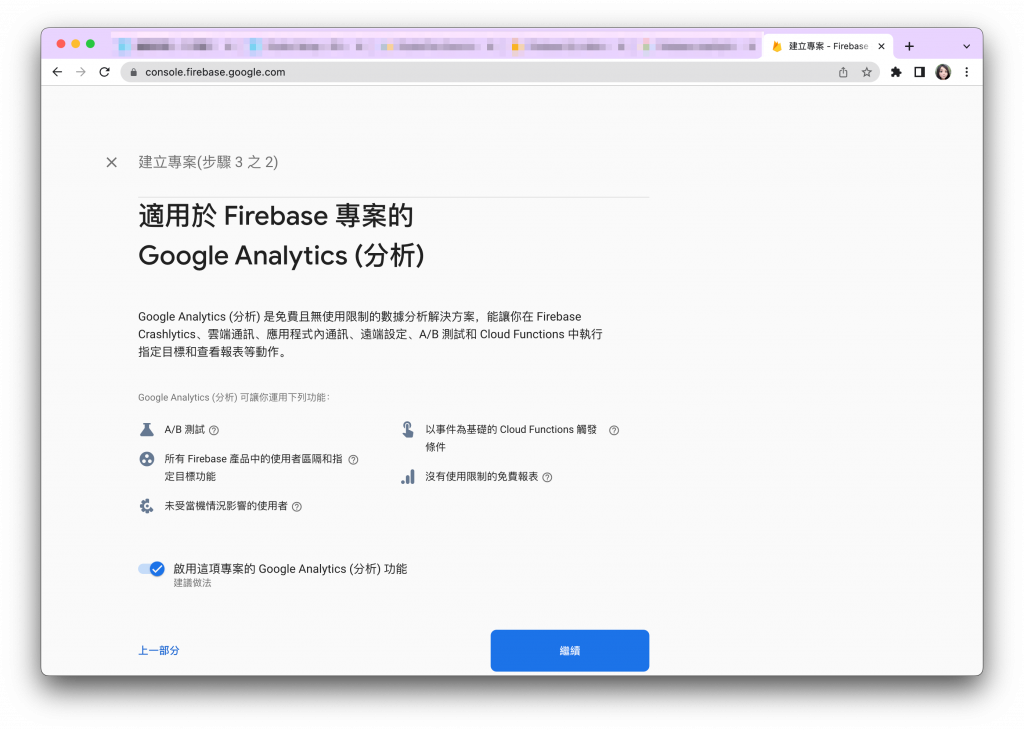 建立專案 - Firebase
console.firebase.google.com
建立專案(步驟 3 之 2)
適用於 Firebase 專案的
Google Analytics (分析)
Google Analytics (分析) 是免費且無使用限制的數據分析解決方案，能讓你在 Firebase
Crashlytics、雲端通訊、應用程式內通訊、遠端設定、A/B 測試和 Cloud Functions 中執行
指定目標和查看報表等動作。
Google Analytics (分析) 可讓你運用下列功能：
A/B 測試
所有 Firebase 產品中的使用者區隔和指
定目標功能
未受當機情況影響的使用者
以事件為基礎的 Cloud Functions 觸發
條件
沒有使用限制的免費報表
啟用這項專案的 Google Analytics (分析) 功能
建議做法
上一部分
繼續